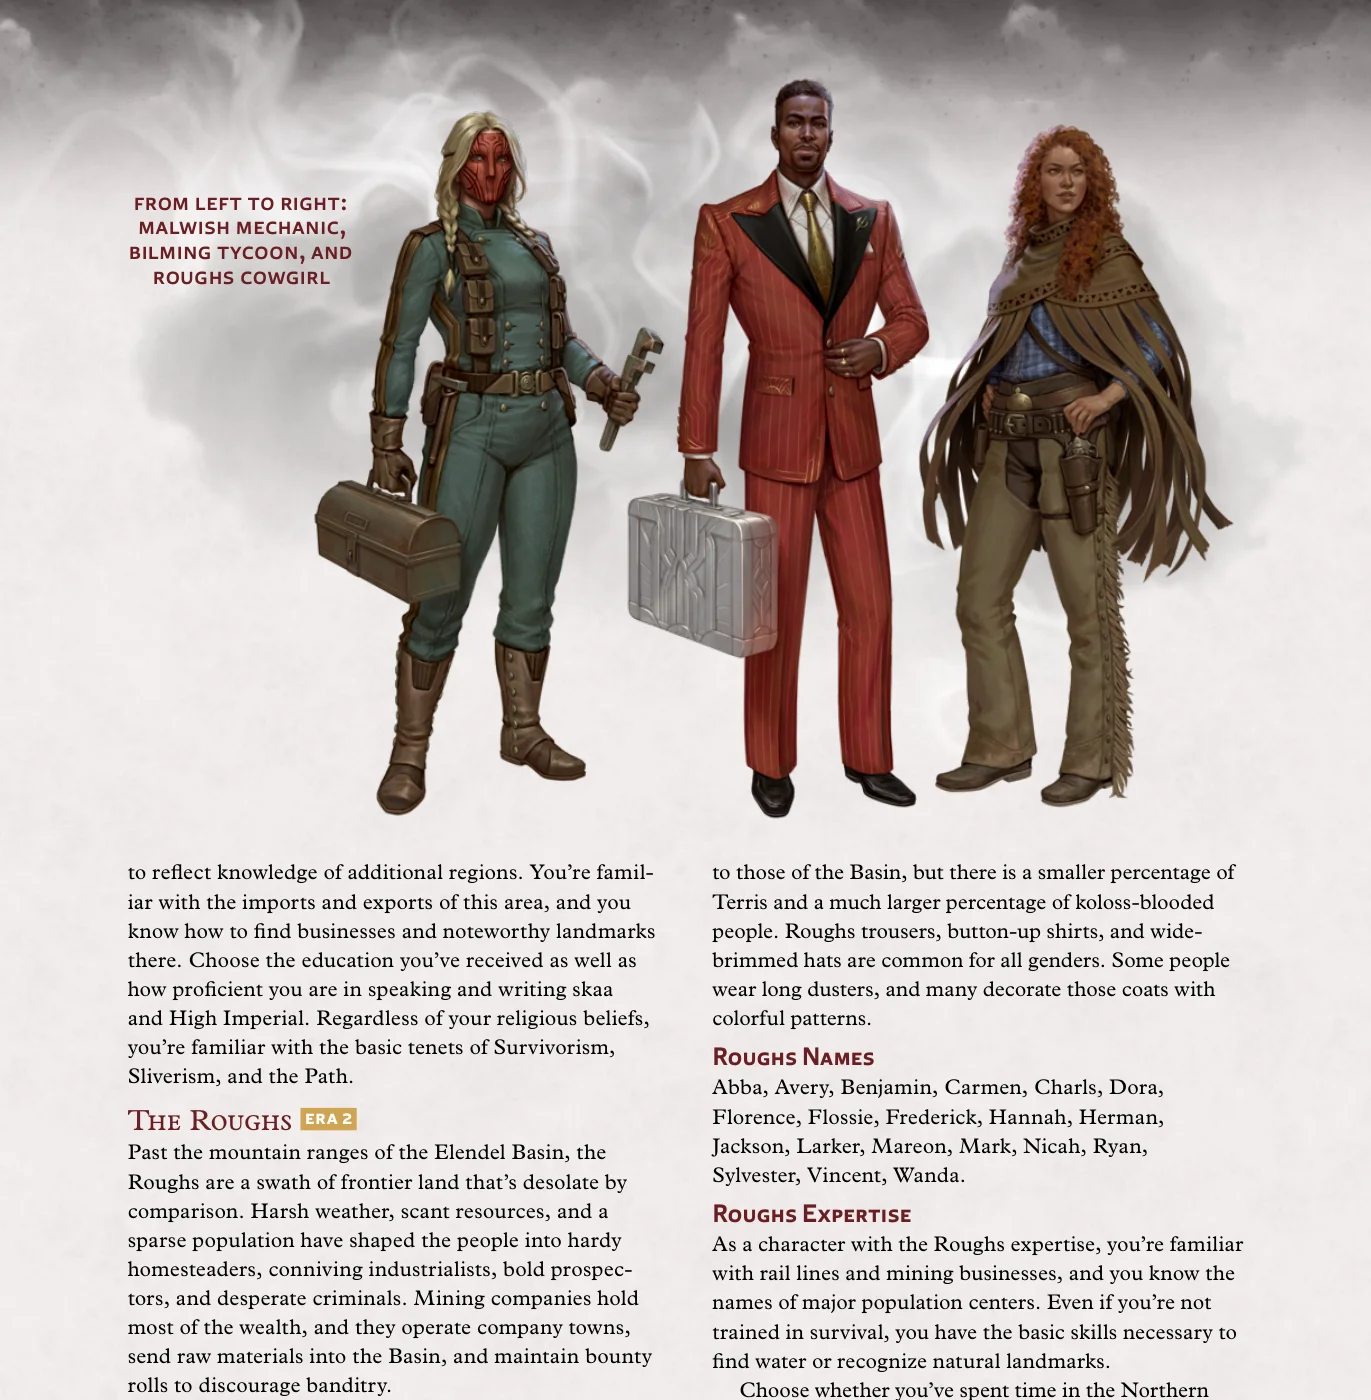 FROM LEFT TO RIGHT:
MALWISH MECHANIC,
BILMING TYCOON, AND
ROUGHS COWGIRL
to reflect knowledge of additional regions. You’re famil-
iar with the imports and exports of this area, and you
know how to find businesses and noteworthy landmarks
there. Choose the education you’ve received as well as
how proficient you are in speaking and writing skaa
and High Imperial. Regardless of your religious beliefs,
you’re familiar with the basic tenets of Survivorism,
Sliverism, and the Path.
The Roughs ERA 2
Past the mountain ranges of the Elendel Basin, the
Roughs are a swath of frontier land that’s desolate by
comparison. Harsh weather, scant resources, and a
sparse population have shaped the people into hardy
homesteaders, conniving industrialists, bold prospec-
tors, and desperate criminals. Mining companies hold
most of the wealth, and they operate company towns,
send raw materials into the Basin, and maintain bounty
rolls to discourage banditry.
to those of the Basin, but there is a smaller percentage of
Terris and a much larger percentage of koloss-blooded
people. Roughs trousers, button-up shirts, and wide-
brimmed hats are common for all genders. Some people
wear long dusters, and many decorate those coats with
colorful patterns.
Roughs Names
Abba, Avery, Benjamin, Carmen, Charls, Dora,
Florence, Flossie, Frederick, Hannah, Herman,
Jackson, Larker, Mareon, Mark, Nicah, Ryan,
Sylvester, Vincent, Wanda.
Roughs Expertise
As a character with the Roughs expertise, you’re familiar
with rail lines and mining businesses, and you know the
names of major population centers. Even if you’re not
trained in survival, you have the basic skills necessary to
find water or recognize natural landmarks.
Choose whether you’ve spent time in the Northern